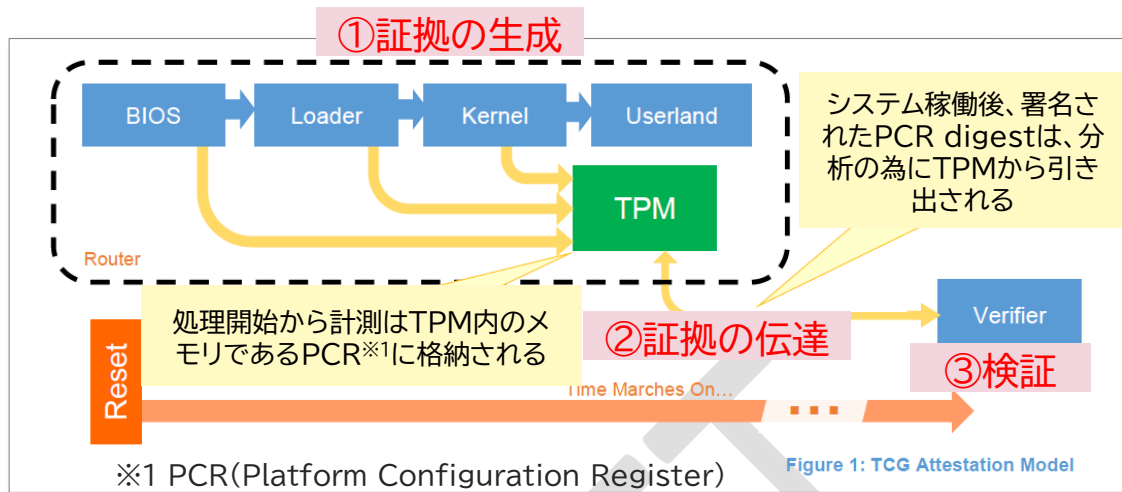 ①証拠の生成
BIOS
Loader
Kernel
Userland
TPM
Router
システム稼働後、署名さ
れたPCR digestは、分
析の為にTPMから引き
出される
処理開始から計測はTPM内のメ
モリであるPCR※1に格納される
②証拠の伝達
Verifier
③検証
Reset
Time Marches On...
※1 PCR(Platform Configuration Register)
Figure 1: TCG Attestation Model